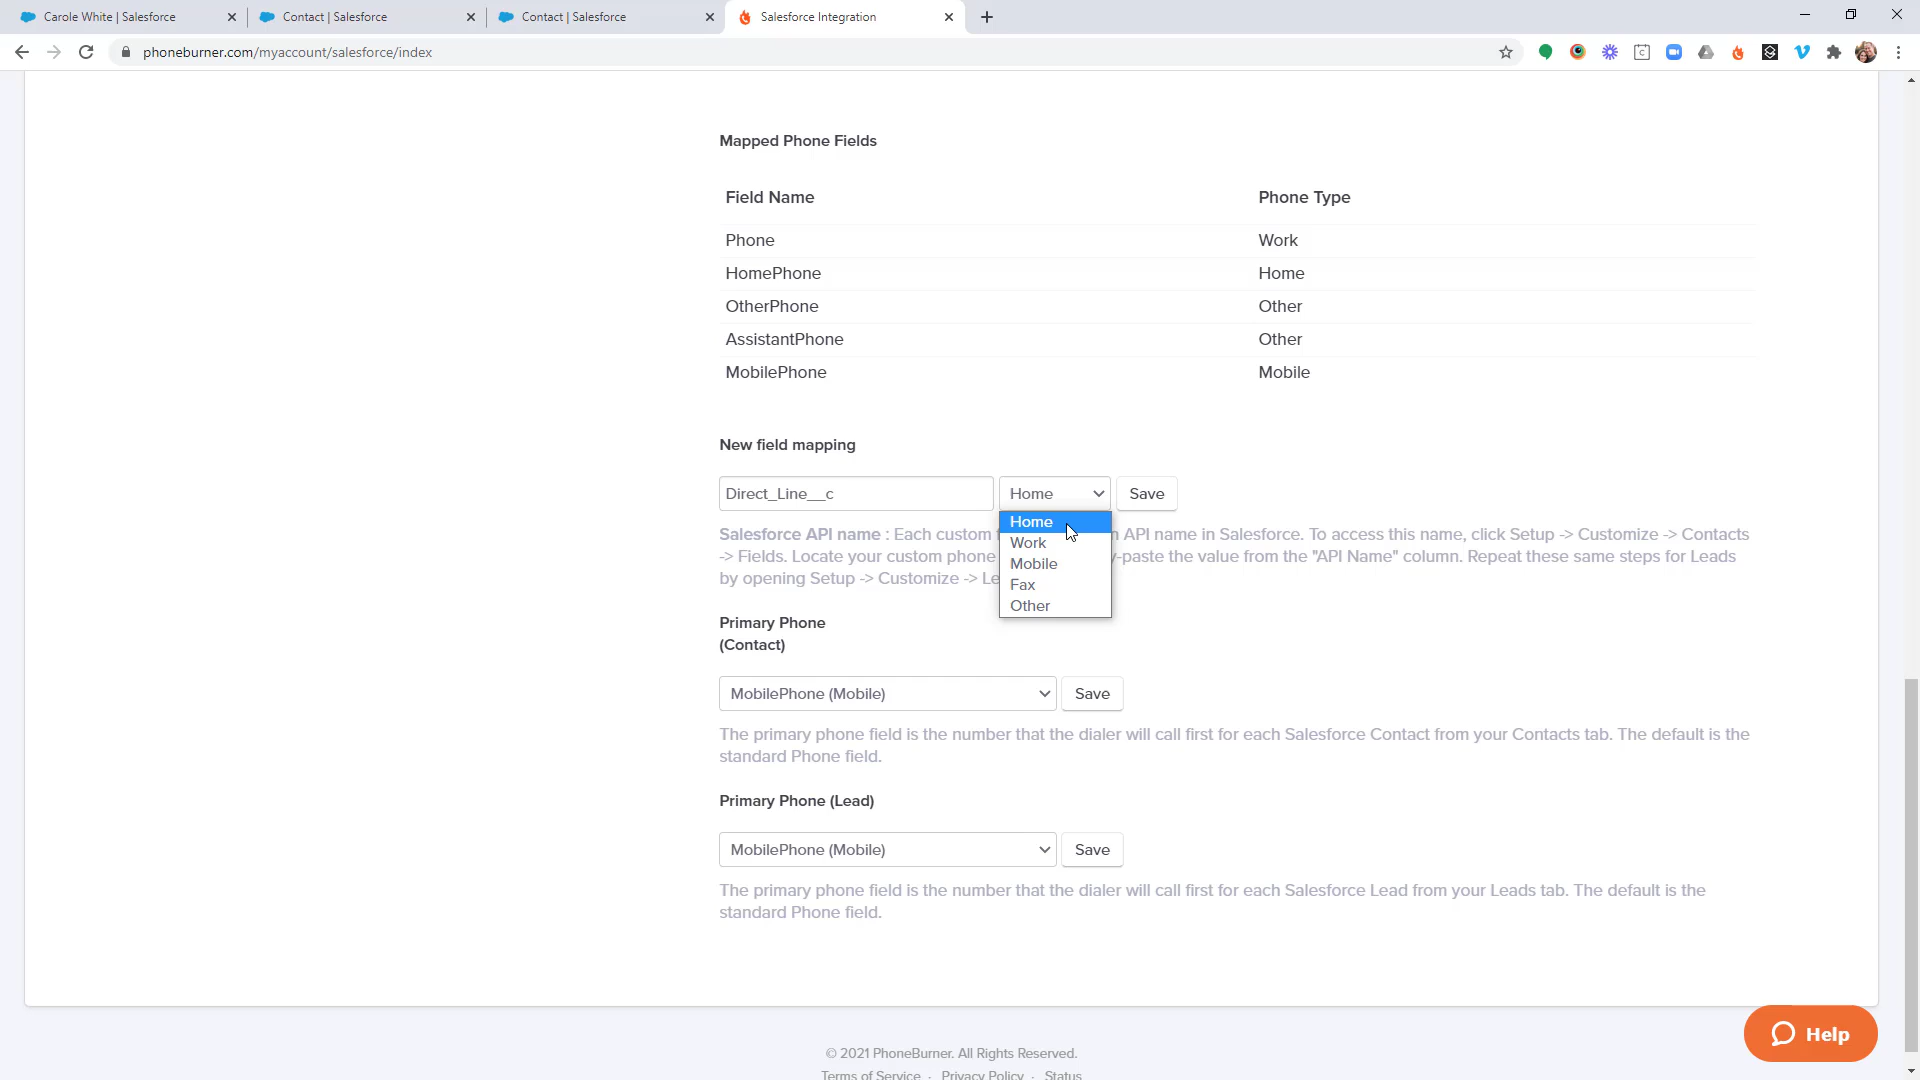 Carole White | Salesforce
Contact | Salesforce
Contact | Salesforce
Salesforce Integration
phoneburner.com/myaccount/salesforce/index
Mapped Phone Fields
Field Name Phone Type
Phone Work
HomePhone Home
OtherPhone Other
AssistantPhone Other
MobilePhone Mobile
New field mapping
Direct_Line__c Home Save
Home
Work
Mobile
Fax
Other
Salesforce API name : Each custom API name in Salesforce. To access this name, click Setup -> Customize -> Contacts
-> Fields. Locate your custom phone y-paste the value from the "API Name" column. Repeat these same steps for Leads
by opening Setup -> Customize -> Le
Primary Phone
(Contact)
MobilePhone (Mobile) Save
The primary phone field is the number that the dialer will call first for each Salesforce Contact from your Contacts tab. The default is the
standard Phone field.
Primary Phone (Lead)
MobilePhone (Mobile) Save
The primary phone field is the number that the dialer will call first for each Salesforce Lead from your Leads tab. The default is the
standard Phone field.
Help
© 2021 PhoneBurner. All Rights Reserved.
Terms of Service · Privacy Policy · Status